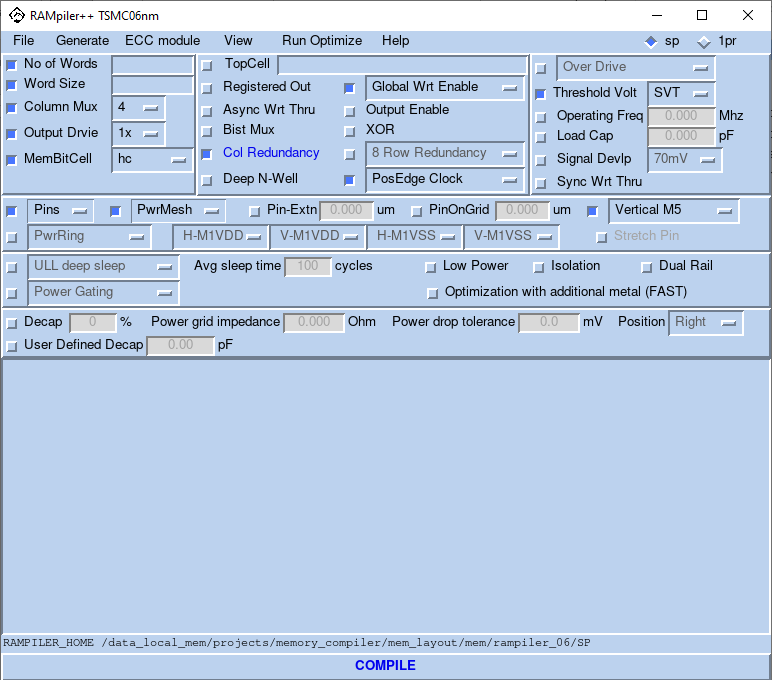 RAMpiler++ TSMC06nm
File Generate ECC module View Run Optimize Help sp 1pr
No of Words
Word Size
Column Mux 4
Output Drvie 1x
MemBitCell hc
TopCell
Registered Out Global Wrt Enable
Async Wrt Thru Output Enable
Bist Mux XOR
Col Redundancy 8 Row Redundancy
Deep N-Well PosEdge Clock
Over Drive
Threshold Volt SVT
Operating Freq 0.000 Mhz
Load Cap 0.000 pF
Signal Devlp 70mV
Sync Wrt Thru
Pins PwrMesh Pin-Extn 0.000 um PinOnGrid 0.000 um Vertical M5
PwrRing H-M1VDD V-M1VDD H-M1VSS V-M1VSS Stretch Pin
ULL deep sleep Avg sleep time 100 cycles Low Power Isolation Dual Rail
Power Gating Optimization with additional metal (FAST)
Decap 0 % Power grid impedance 0.000 Ohm Power drop tolerance 0.0 mV Position Right
User Defined Decap 0.00 pF
RAMPILER_HOME /data_local_mem/projects/memory_compiler/mem_layout/mem/rampiler_06/SP
COMPILE